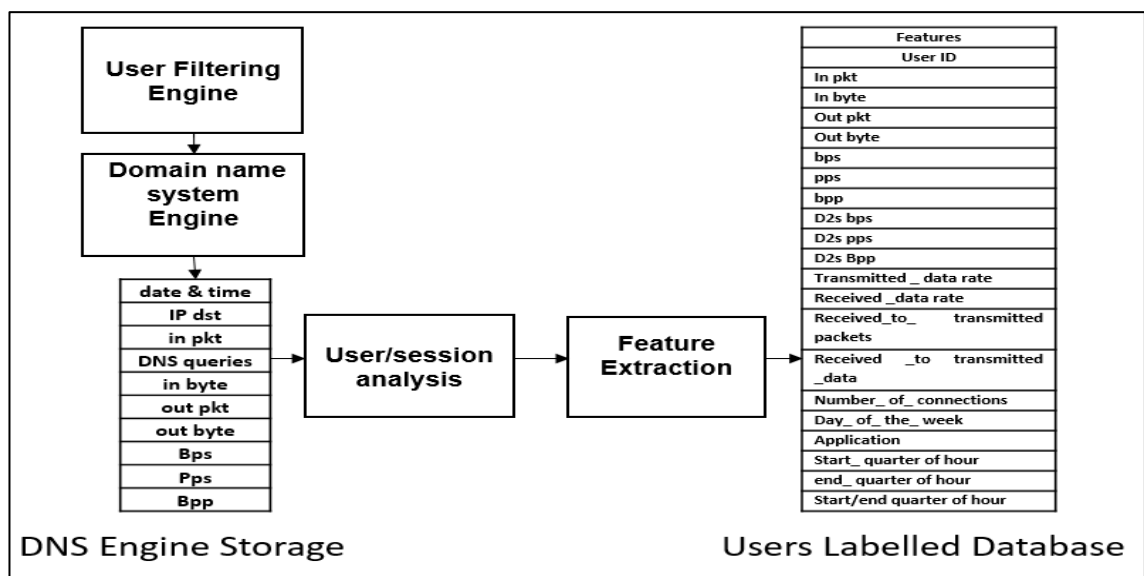 User Filtering
Engine
Domain name
system
Engine
date & time
IP dst
in pkt
DNS queries
in byte
out pkt
out byte
Bps
Pps
Bpp
DNS Engine Storage
User/session
analysis
Feature
Extraction
Features
User ID
In pkt
In byte
Out pkt
Out byte
bps
pps
bpp
D2s bps
D2s pps
D2s Bpp
Transmitted _ data rate
Received _data rate
Received_to_ transmitted
packets
Received _to transmitted
_data
Number_ of_ connections
Day_ of_ the_ week
Application
Start_ quarter of hour
end_ quarter of hour
Start/end quarter of hour
Users Labelled Database